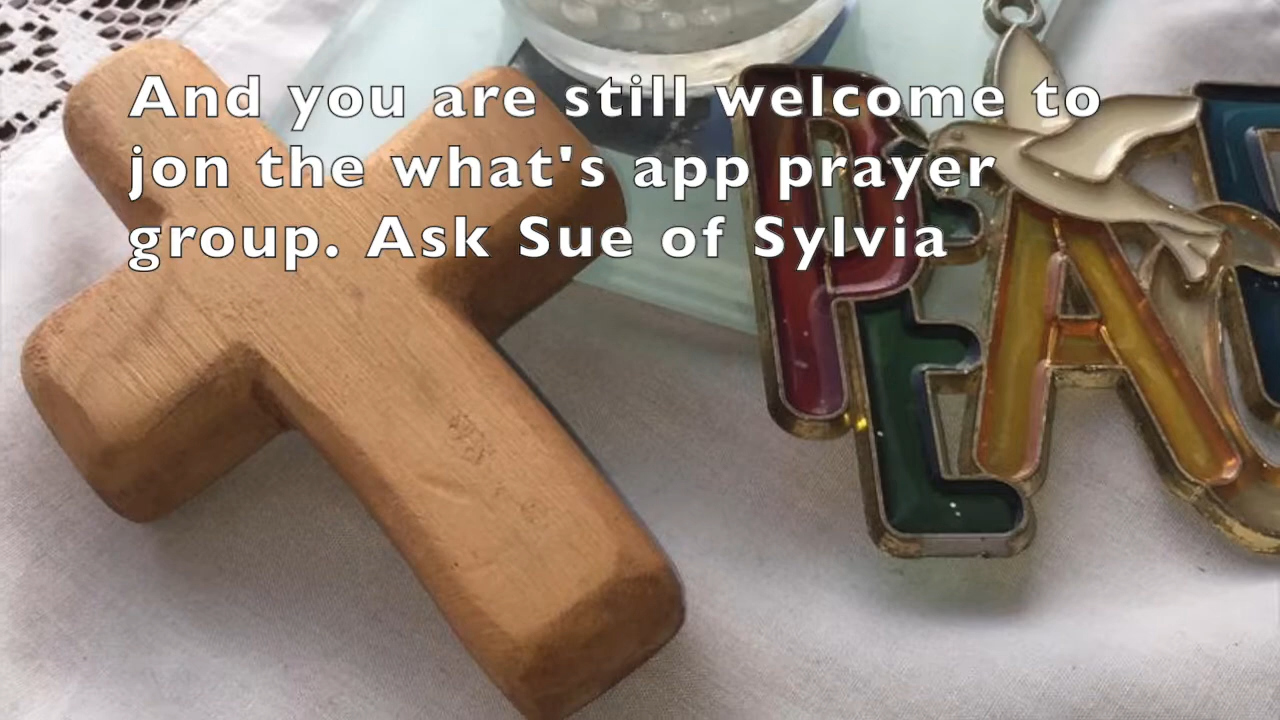 And you are still welcome to
jon the what's app prayer
group. Ask Sue of Sylvia
PEA